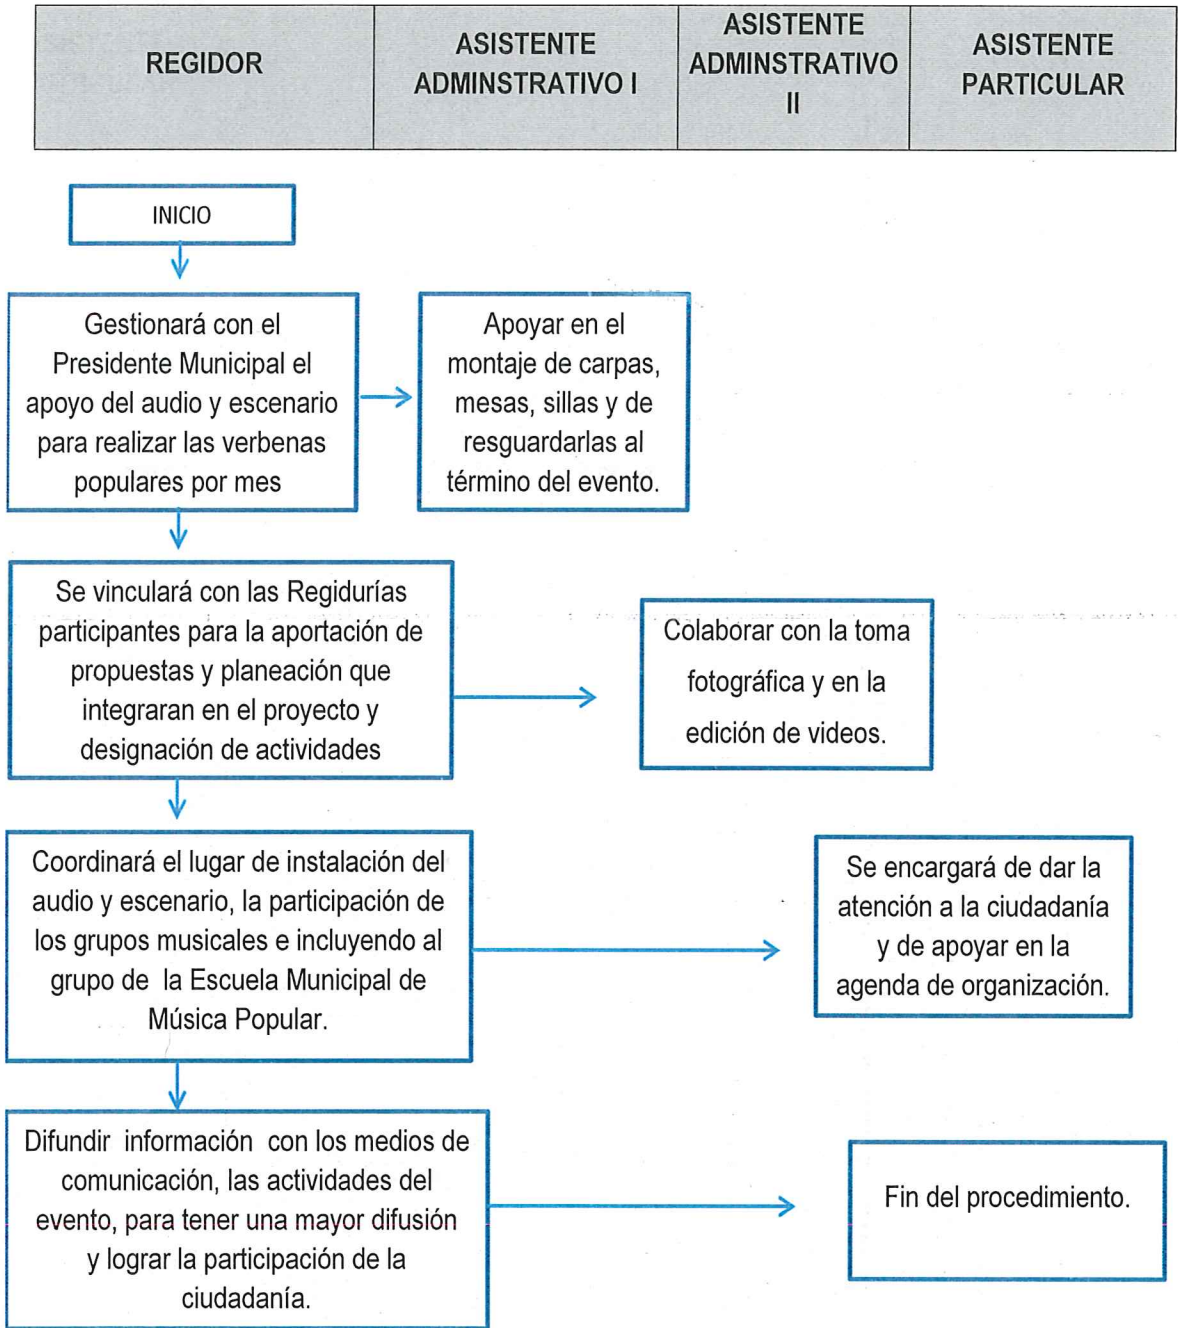 REGIDOR
ASISTENTE
ADMINSTRATIVO I
ASISTENTE
ADMINSTRATIVO
II
ASISTENTE
PARTICULAR
INICIO
Gestionará con el
Presidente Municipal el
apoyo del audio y escenario
para realizar las verbenas
populares por mes
Apoyar en el
montaje de carpas,
mesas, sillas y de
resguardarlas al
término del evento.
Se vinculará con las Regidurías
participantes para la aportación de
propuestas y planeación que
integraran en el proyecto y
designación de actividades
Colaborar con la toma
fotográfica y en la
edición de videos.
Coordinará el lugar de instalación del
audio y escenario, la participación de
los grupos musicales e incluyendo al
grupo de la Escuela Municipal de
Música Popular.
Se encargará de dar la
atención a la ciudadanía
y de apoyar en la
agenda de organización.
Difundir información con los medios de
comunicación, las actividades del
evento, para tener una mayor difusión
y lograr la participación de la
ciudadanía.
Fin del procedimiento.